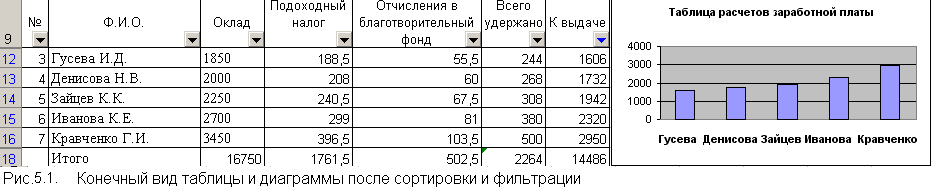 № Ф.И.О. Оклад Подоходный налог Отчисления в благотворительный фонд Всего удержано К выдаче
9
12 3 Гусева И.Д. 1850 188,5 55,5 244 1606
13 4 Денисова Н.В. 2000 208 60 268 1732
14 5 Зайцев К.К. 2250 240,5 67,5 308 1942
15 6 Иванова К.Е. 2700 299 81 380 2320
16 7 Кравченко Г.И. 3450 396,5 103,5 500 2950
18 Итого 16750 1761,5 502,5 2264 14486
Таблица расчетов заработной платы
4000
3000
2000
1000
0
Гусева Денисова Зайцев Иванова Кравченко
Рис.5.1. Конечный вид таблицы и диаграммы после сортировки и фильтрации